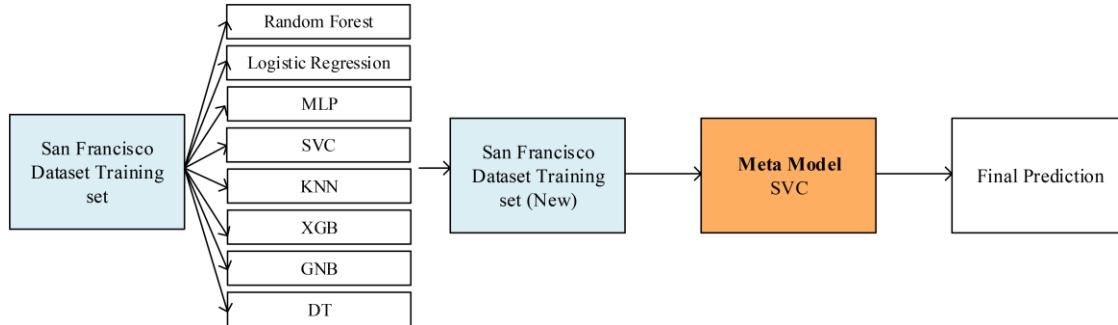 Random Forest
Logistic Regression
MLP
SVC
KNN
XGB
GNB
DT
San Francisco
Dataset Training
set
San Francisco
Dataset Training
set (New)
Meta Model
SVC
Final Prediction